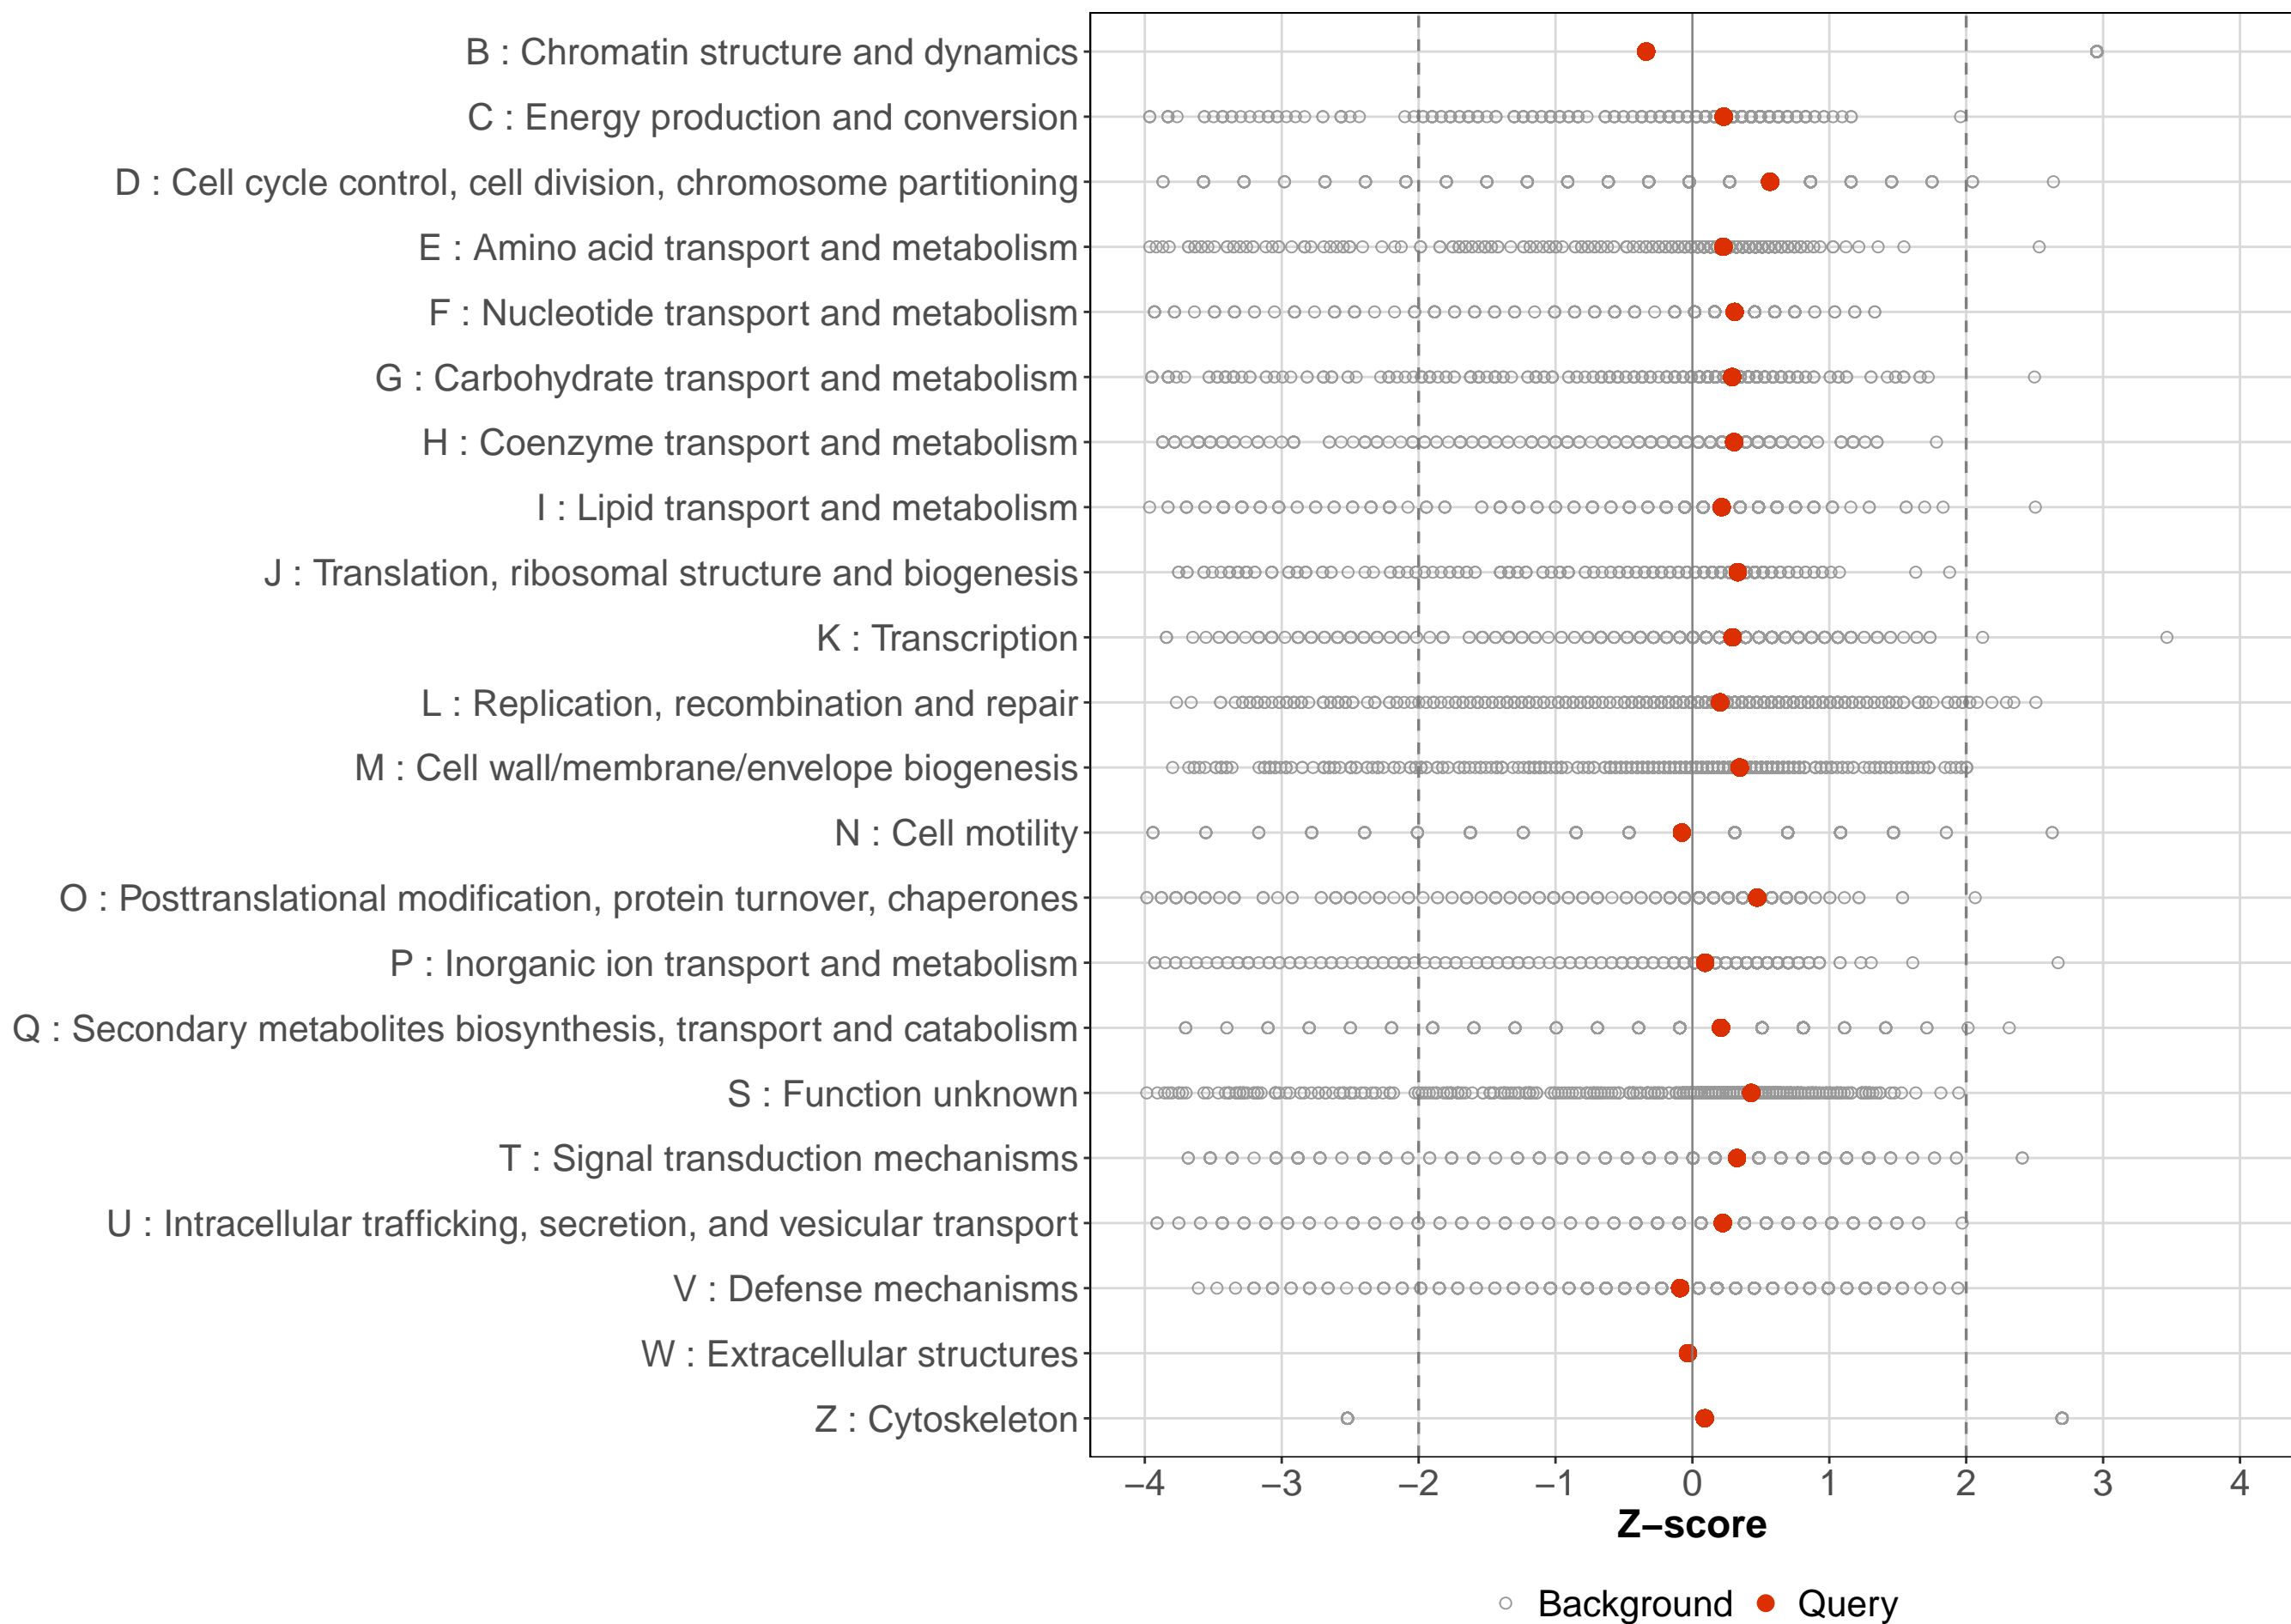 B : Chromatin structure and dynamics
C : Energy production and conversion
D : Cell cycle control, cell division, chromosome partitioning
E : Amino acid transport and metabolism
F : Nucleotide transport and metabolism
G : Carbohydrate transport and metabolism
H : Coenzyme transport and metabolism
I : Lipid transport and metabolism
J : Translation, ribosomal structure and biogenesis
K : Transcription
L : Replication, recombination and repair
M : Cell wall/membrane/envelope biogenesis
N : Cell motility
O : Posttranslational modification, protein turnover, chaperones
P : Inorganic ion transport and metabolism
Q : Secondary metabolites biosynthesis, transport and catabolism
S : Function unknown
T : Signal transduction mechanisms
U : Intracellular trafficking, secretion, and vesicular transport
V : Defense mechanisms
W : Extracellular structures
Z : Cytoskeleton
−4 −3 −2 −1 0 1 2 3 4
Z−score
Background Query